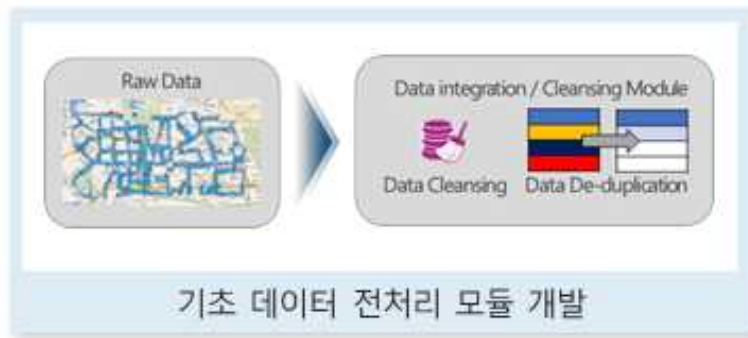 Raw Data
Data integration / Cleansing Module
Data Cleansing
Data De-duplication
기초 데이터 전처리 모듈 개발